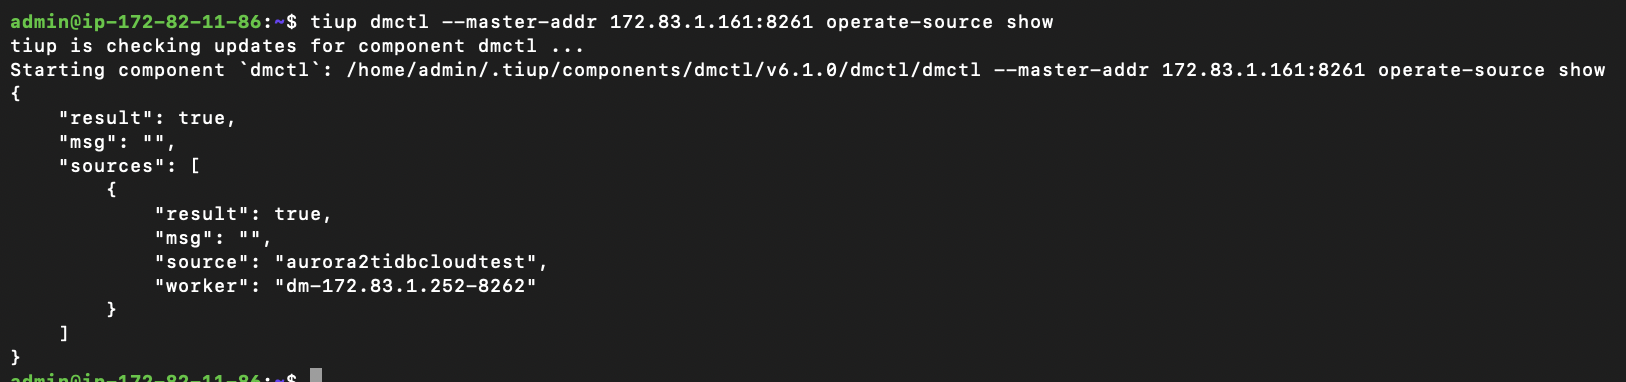 admin@ip-172-82-11-86:~$ tiup dmctl --master-addr 172.83.1.161:8261 operate-source show
tiup is checking updates for component dmctl ...
Starting component `dmctl`: /home/admin/.tiup/components/dmctl/v6.1.0/dmctl/dmctl --master-addr 172.83.1.161:8261 operate-source show
{
    "result": true,
    "msg": "",
    "sources": [
        {
            "result": true,
            "msg": "",
            "source": "aurora2tidbcloudtest",
            "worker": "dm-172.83.1.252-8262"
        }
    ]
}
admin@ip-172-82-11-86:~$